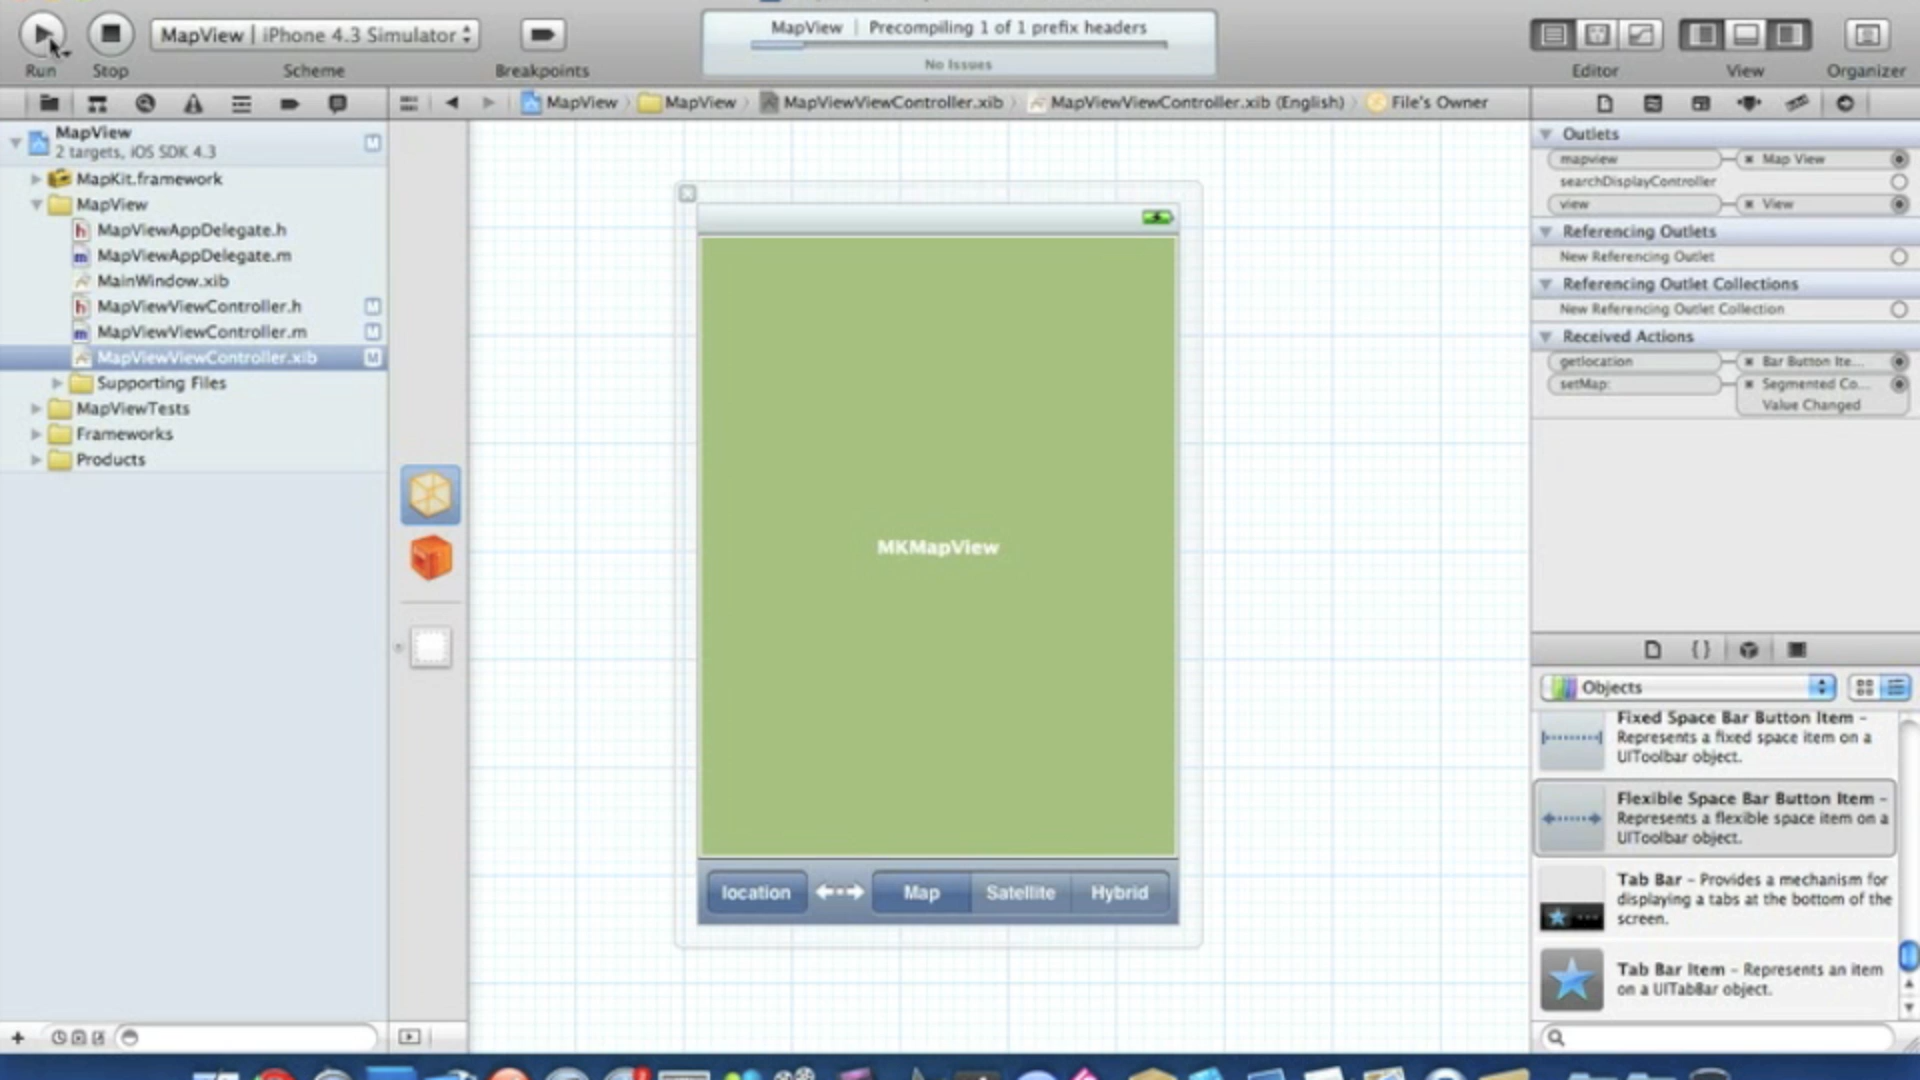 MapView | iPhone 4.3 Simulator
MapView | Precompiling 1 of 1 prefix headers
No Issues
Run
Stop
Scheme
Breakpoints
Editor
View
Organizer
MapView
MapView
MapViewViewController.xib
MapViewViewController.xib (English)
File's Owner
MapView
2 targets, iOS SDK 4.3
M
MapKit.framework
MapView
MapViewAppDelegate.h
MapViewAppDelegate.m
MainWindow.xib
MapViewViewController.h
M
MapViewViewController.m
M
MapViewViewController.xib
M
Supporting Files
MapViewTests
Frameworks
Products
MKMapView
location
Map
Satellite
Hybrid
Outlets
mapview
Map View
searchDisplayController
view
View
Referencing Outlets
New Referencing Outlet
Referencing Outlet Collections
New Referencing Outlet Collection
Received Actions
getlocation
Bar Button Ite...
setMap:
Segmented Co...
Value Changed
{ }
Objects
Fixed Space Bar Button Item –
Represents a fixed space item on a
UIToolbar object.
Flexible Space Bar Button Item –
Represents a flexible space item on a
UIToolbar object.
Tab Bar – Provides a mechanism for
displaying a tabs at the bottom of the
screen.
Tab Bar Item – Represents an item
on a UITabBar object.